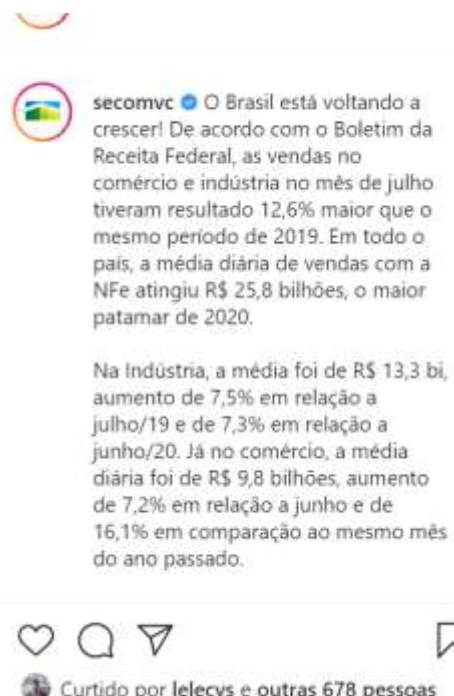 secomvc O Brasil está voltando a
crescer! De acordo com o Boletim da
Receita Federal, as vendas no
comércio e indústria no mês de julho
tiveram resultado 12,6% maior que o
mesmo período de 2019. Em todo o
país, a média diária de vendas com a
NFe atingiu R$ 25,8 bilhões, o maior
patamar de 2020.
Na Indústria, a média foi de R$ 13,3 bi,
aumento de 7,5% em relação a
julho/19 e de 7,3% em relação a
junho/20. Já no comércio, a média
diária foi de R$ 9,8 bilhões, aumento
de 7,2% em relação a junho e de
16,1% em comparação ao mesmo mês
do ano passado.
Curtido por lelecys e outras 678 pessoas